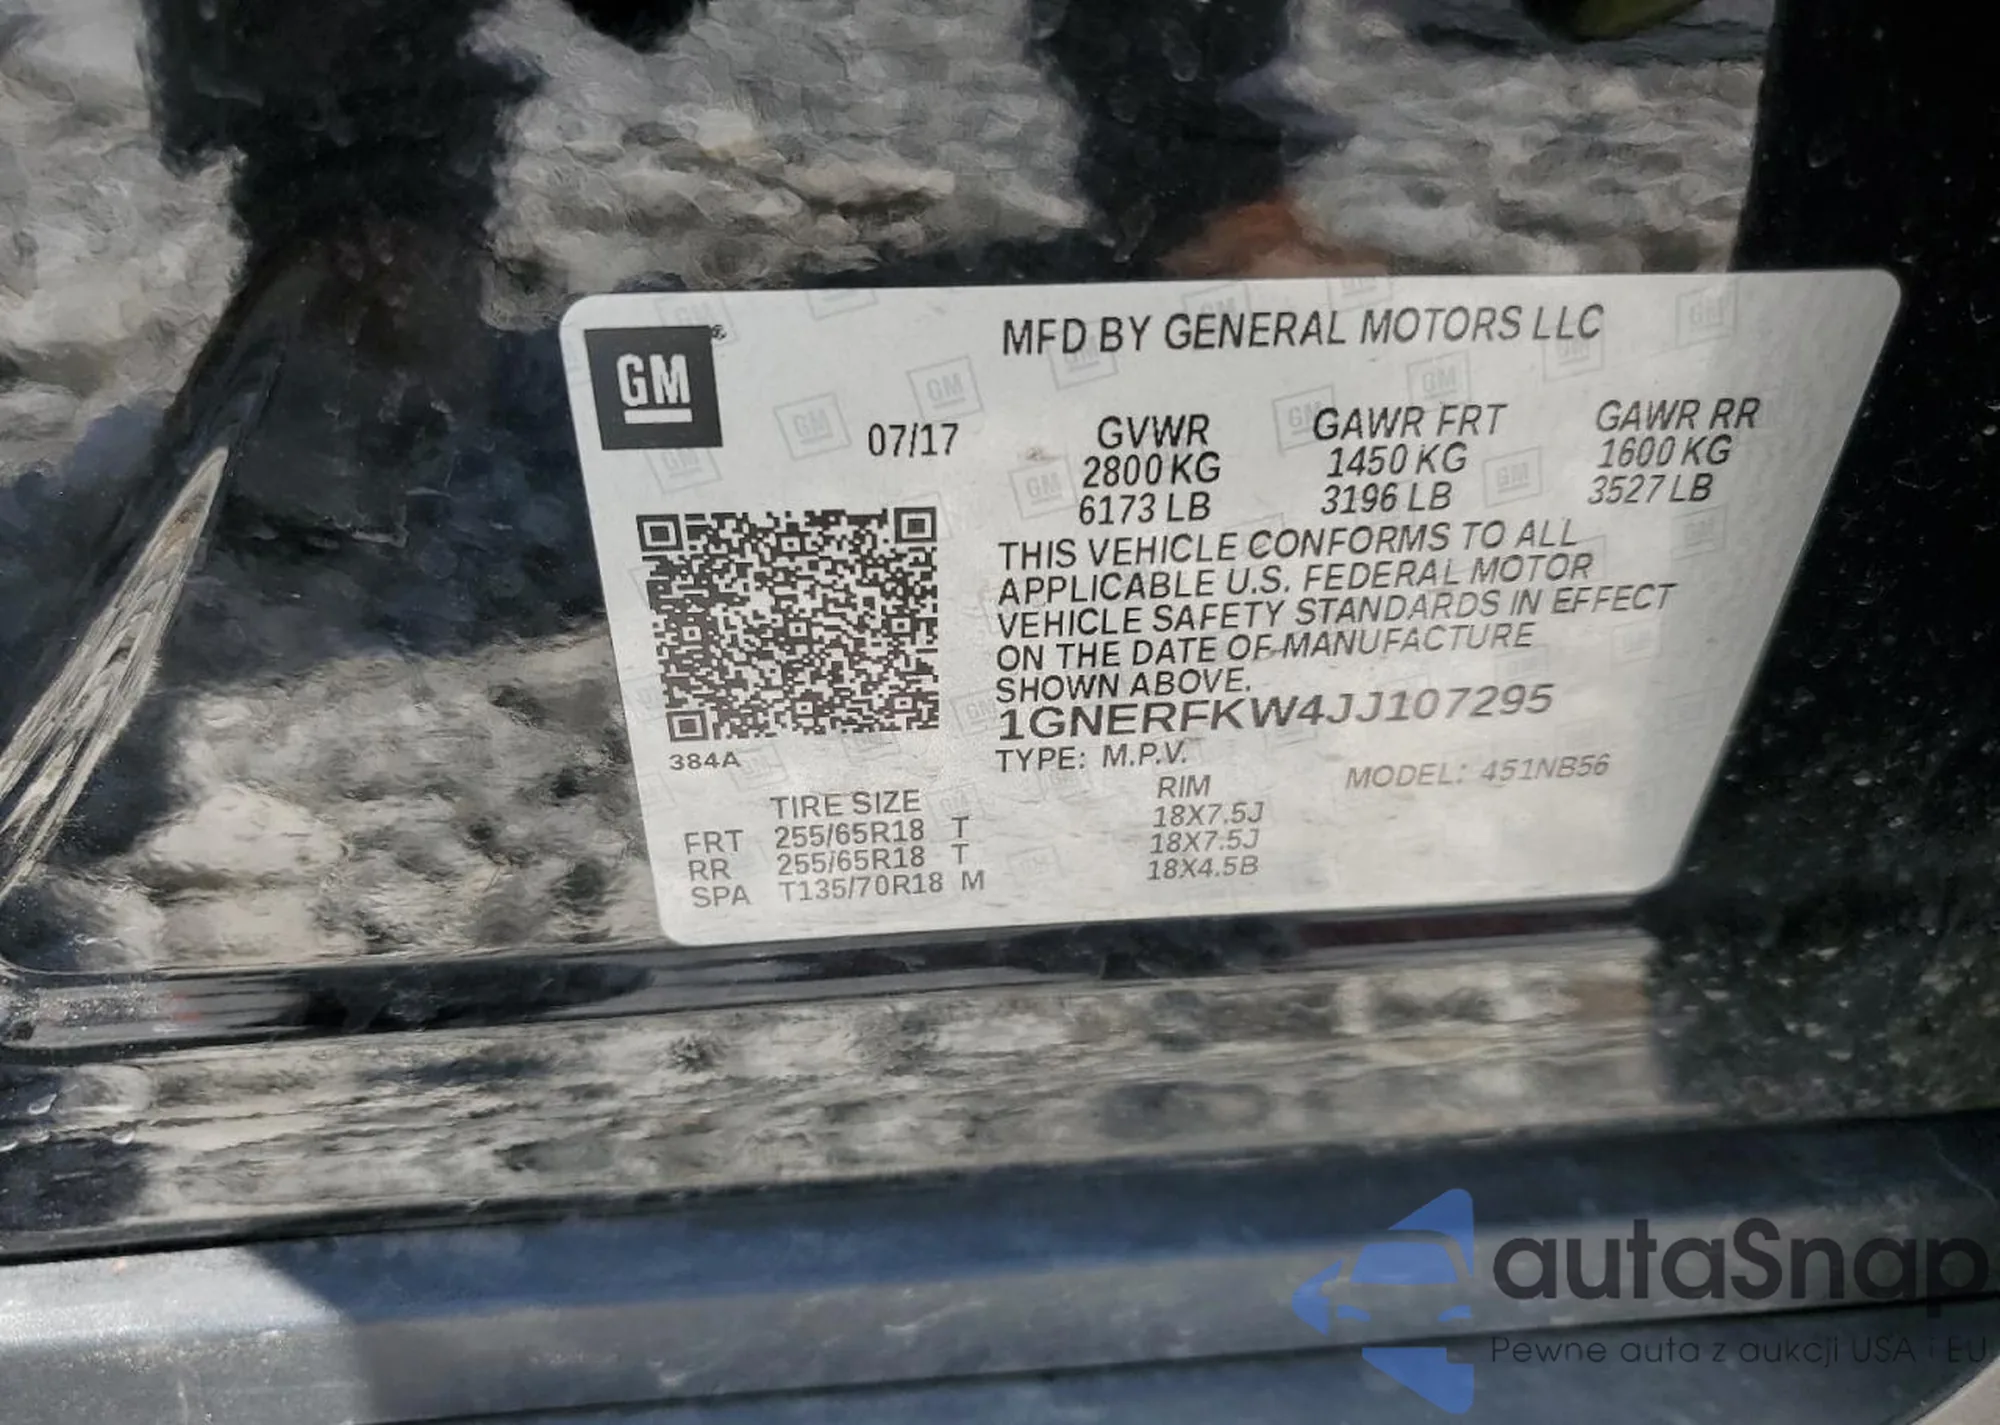 MFD BY GENERAL MOTORS LLC
GM
07/17
GVWR GAWR FRT GAWR RR
2800 KG 1450 KG 1600 KG
6173 LB 3196 LB 3527 LB
THIS VEHICLE CONFORMS TO ALL
APPLICABLE U.S. FEDERAL MOTOR
VEHICLE SAFETY STANDARDS IN EFFECT
ON THE DATE OF MANUFACTURE
SHOWN ABOVE.
1GNERFKW4JJ107295
384A
TYPE: M.P.V. MODEL: 451NB56
TIRE SIZE RIM
FRT 255/65R18 T 18X7.5J
RR 255/65R18 T 18X7.5J
SPA T135/70R18 M 18X4.5B
autaSnap
Pewne auta z aukcji USA i EU